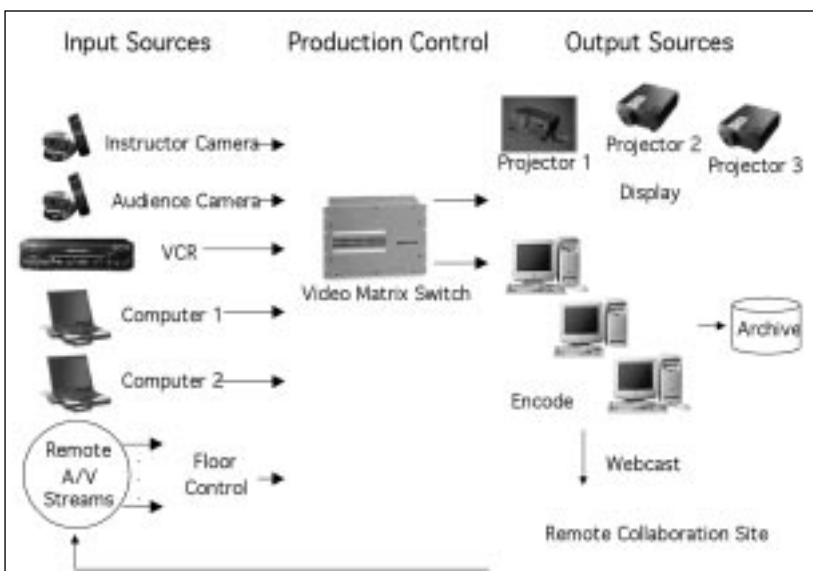 Input Sources
Production Control
Output Sources
Instructor Camera
Audience Camera
VCR
Computer 1
Computer 2
Remote
A/V
Streams
Floor
Control
Video Matrix Switch
Projector 1
Projector 2
Projector 3
Display
Encode
Archive
Webcast
Remote Collaboration Site